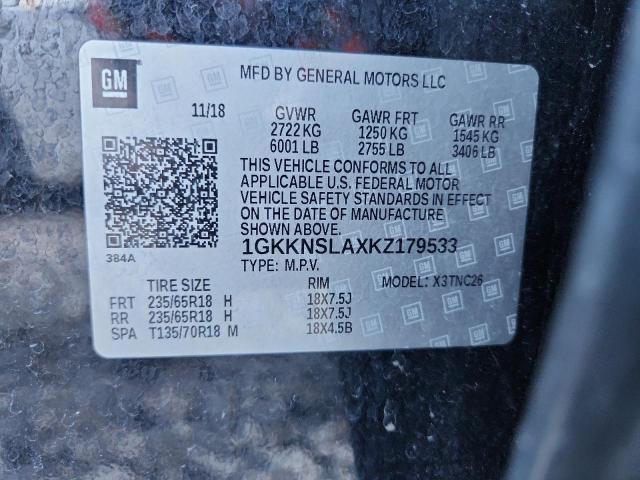 GM
MFD BY GENERAL MOTORS LLC
11/18 GVWR GAWR FRT GAWR RR
2722 KG 1250 KG 1545 KG
6001 LB 2755 LB 3406 LB
THIS VEHICLE CONFORMS TO ALL
APPLICABLE U.S. FEDERAL MOTOR
VEHICLE SAFETY STANDARDS IN EFFECT
ON THE DATE OF MANUFACTURE
SHOWN ABOVE.
1GKKNSLAXKZ179533
384A TYPE: M.P.V. MODEL: X3TNC26
TIRE SIZE RIM
FRT 235/65R18 H 18X7.5J
RR 235/65R18 H 18X7.5J
SPA T135/70R18 M 18X4.5B